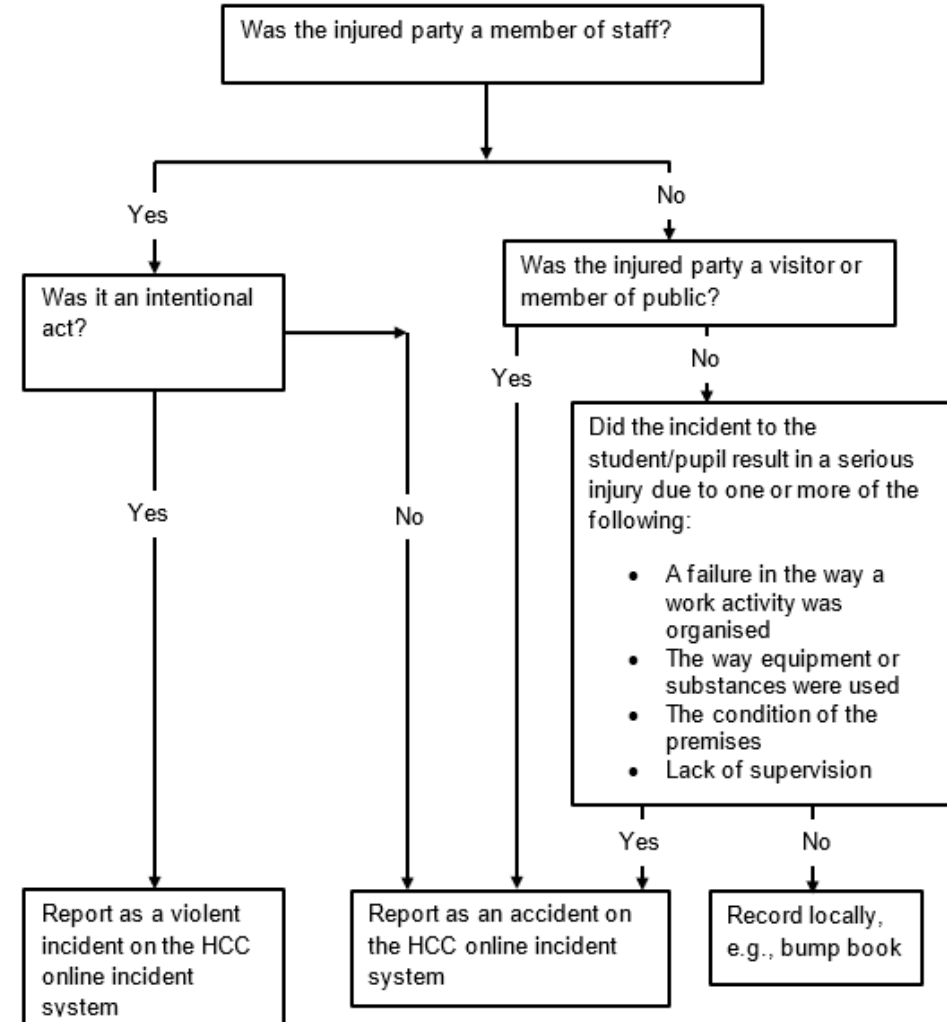 Was the injured party a member of staff?
Yes
No
Was it an intentional
act?
Was the injured party a visitor or
member of public?
Yes
No
Did the incident to the
student/pupil result in a serious
injury due to one or more of the
following:
• A failure in the way a
work activity was
organised
• The way equipment or
substances were used
• The condition of the
premises
• Lack of supervision
Yes
No
Yes
No
Report as a violent
incident on the HCC
online incident
system
Report as an accident on
the HCC online incident
system
Record locally,
e.g., bump book